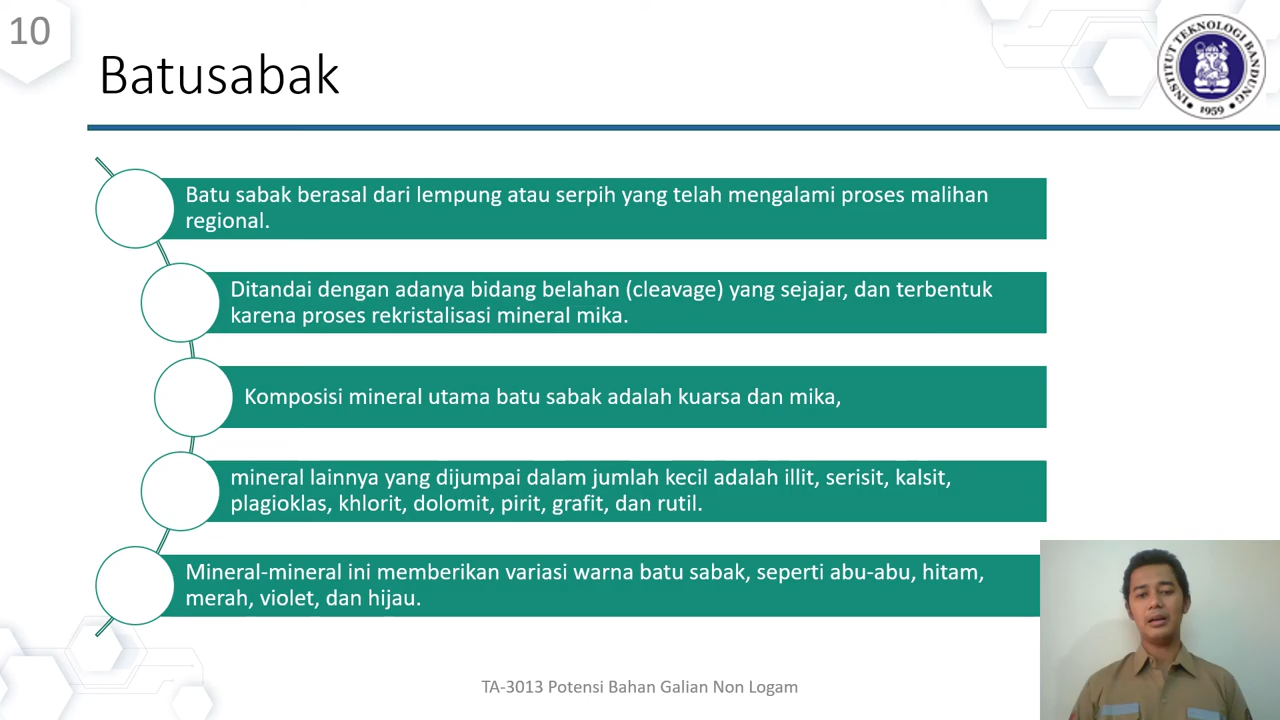 10
Batusabak
INSTITUT TEKNOLOGI BANDUNG
1959
Batu sabak berasal dari lempung atau serpih yang telah mengalami proses malihan
regional.
Ditandai dengan adanya bidang belahan (cleavage) yang sejajar, dan terbentuk
karena proses rekristalisasi mineral mika.
Komposisi mineral utama batu sabak adalah kuarsa dan mika,
mineral lainnya yang dijumpai dalam jumlah kecil adalah illit, serisit, kalsit,
plagioklas, khlorit, dolomit, pirit, grafit, dan rutil.
Mineral-mineral ini memberikan variasi warna batu sabak, seperti abu-abu, hitam,
merah, violet, dan hijau.
TA-3013 Potensi Bahan Galian Non Logam